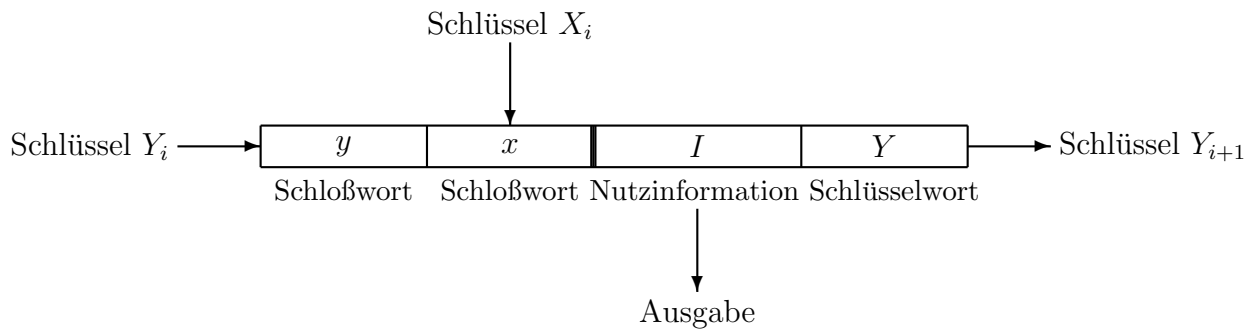 Schlüssel X_i
Schlüssel Y_i
y
x
I
Y
Schlüssel Y_{i+1}
Schloßwort
Schloßwort
Nutzinformation
Schlüsselwort
Ausgabe